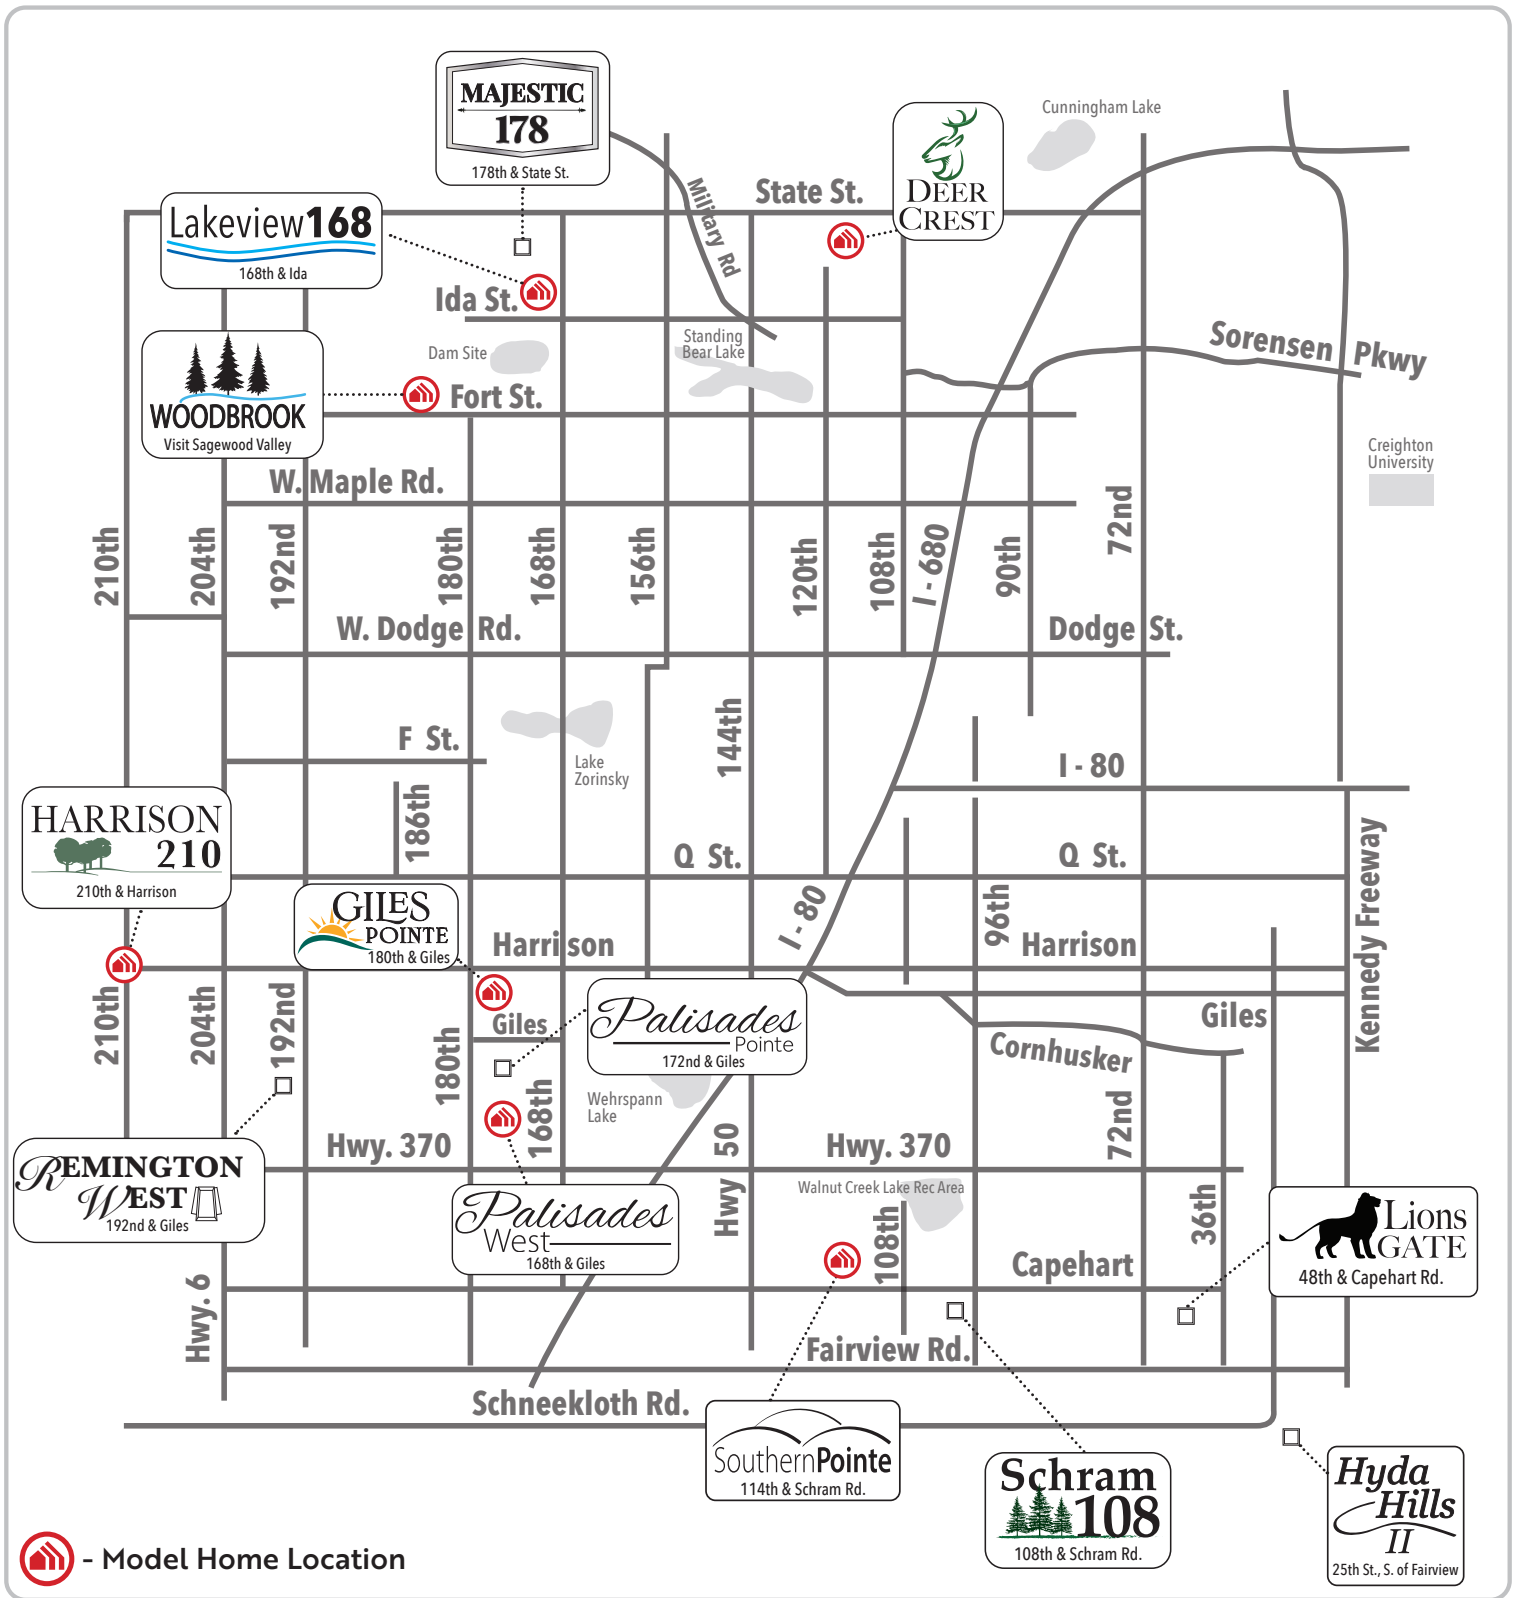 MAJESTIC
178
178th & State St.
Cunningham Lake
DEER
CREST
State St.
Military Rd
Lakeview168
168th & Ida
Ida St.
Sorensen Pkwy
Standing
Bear Lake
Dam Site
WOODBROOK
Visit Sagewood Valley
Fort St.
Creighton
University
W. Maple Rd.
210th
204th
192nd
180th
168th
156th
120th
108th
I - 680
90th
72nd
W. Dodge Rd.
Dodge St.
144th
F St.
Lake
Zorinsky
I - 80
186th
HARRISON
210
210th & Harrison
Q St.
Q St.
Kennedy Freeway
I - 80
96th
GILES
POINTE
180th & Giles
Harrison
Harrison
210th
204th
192nd
180th
Giles
Giles
Palisades
Pointe
172nd & Giles
Cornhusker
Wehrspann
Lake
168th
72nd
Hwy 50
Hwy. 370
Hwy. 370
REMINGTON
WEST
192nd & Giles
Walnut Creek Lake Rec Area
Palisades
West
168th & Giles
108th
36th
Lions
GATE
48th & Capehart Rd.
Capehart
Hwy. 6
Fairview Rd.
Schneekloth Rd.
SouthernPointe
114th & Schram Rd.
Schram
108
108th & Schram Rd.
Hyda
Hills
II
25th St., S. of Fairview
- Model Home Location